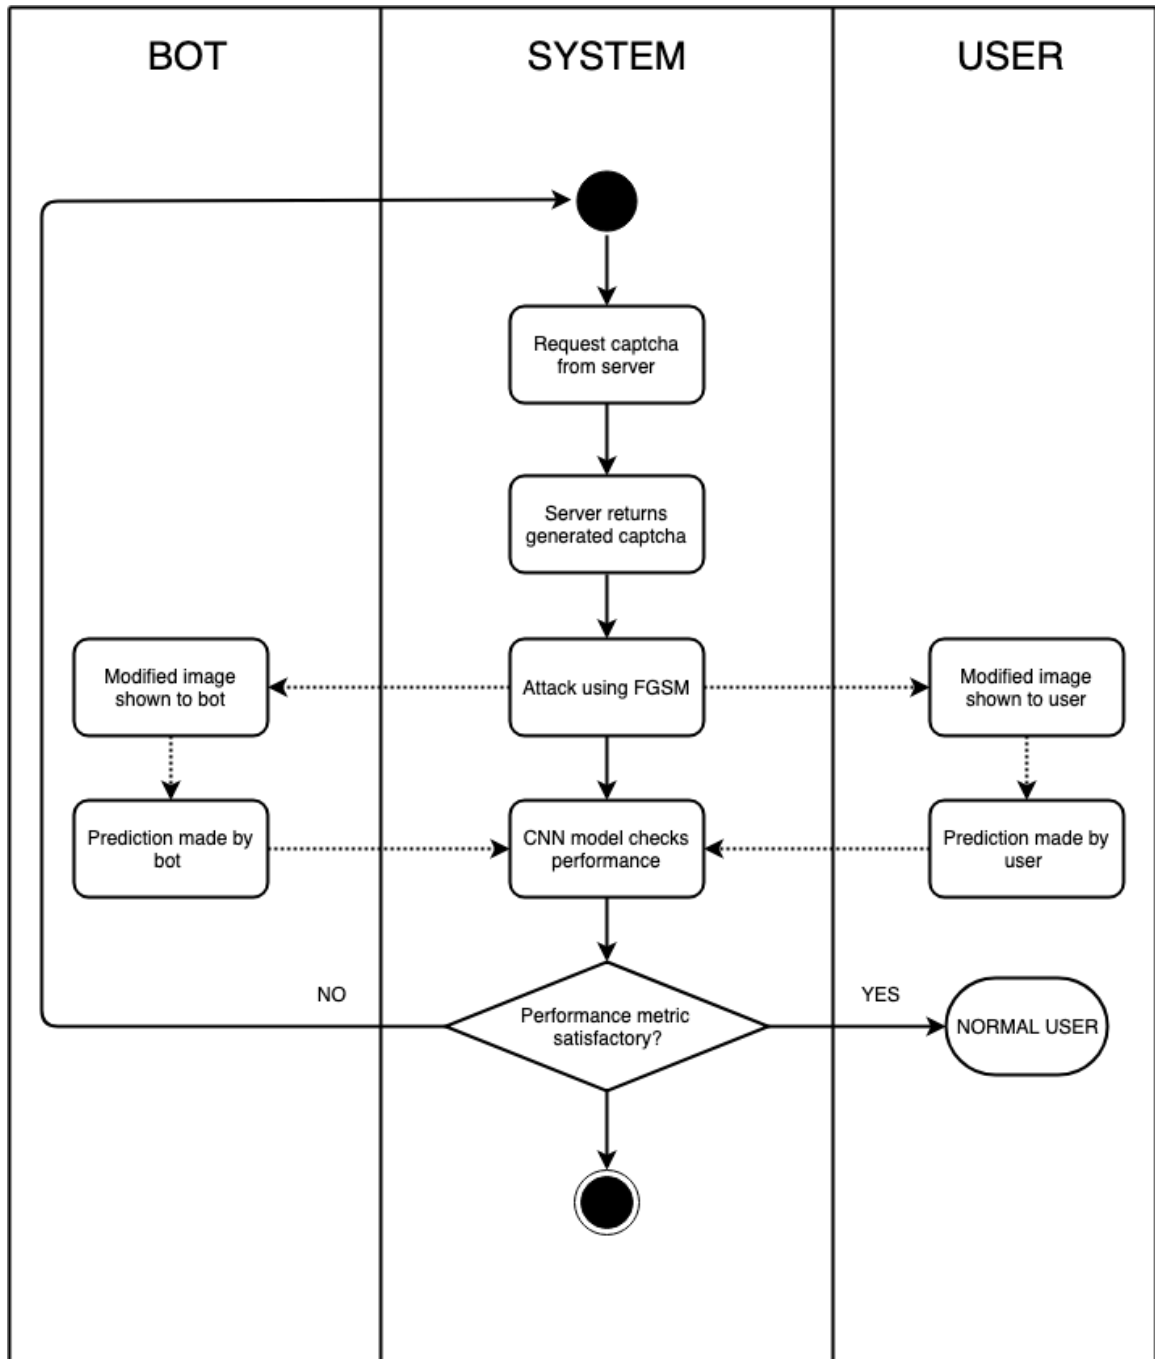 BOT
SYSTEM
USER
Request captcha
from server
Server returns
generated captcha
Modified image
shown to bot
Attack using FGSM
Modified image
shown to user
Prediction made by
bot
CNN model checks
performance
Prediction made by
user
NO
Performance metric
satisfactory?
YES
NORMAL USER